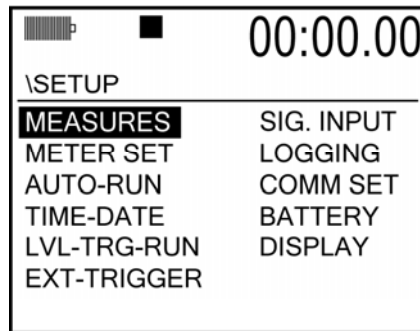 00:00.00
\SETUP
MEASURES SIG. INPUT
METER SET LOGGING
AUTO-RUN COMM SET
TIME-DATE BATTERY
LVL-TRG-RUN DISPLAY
EXT-TRIGGER